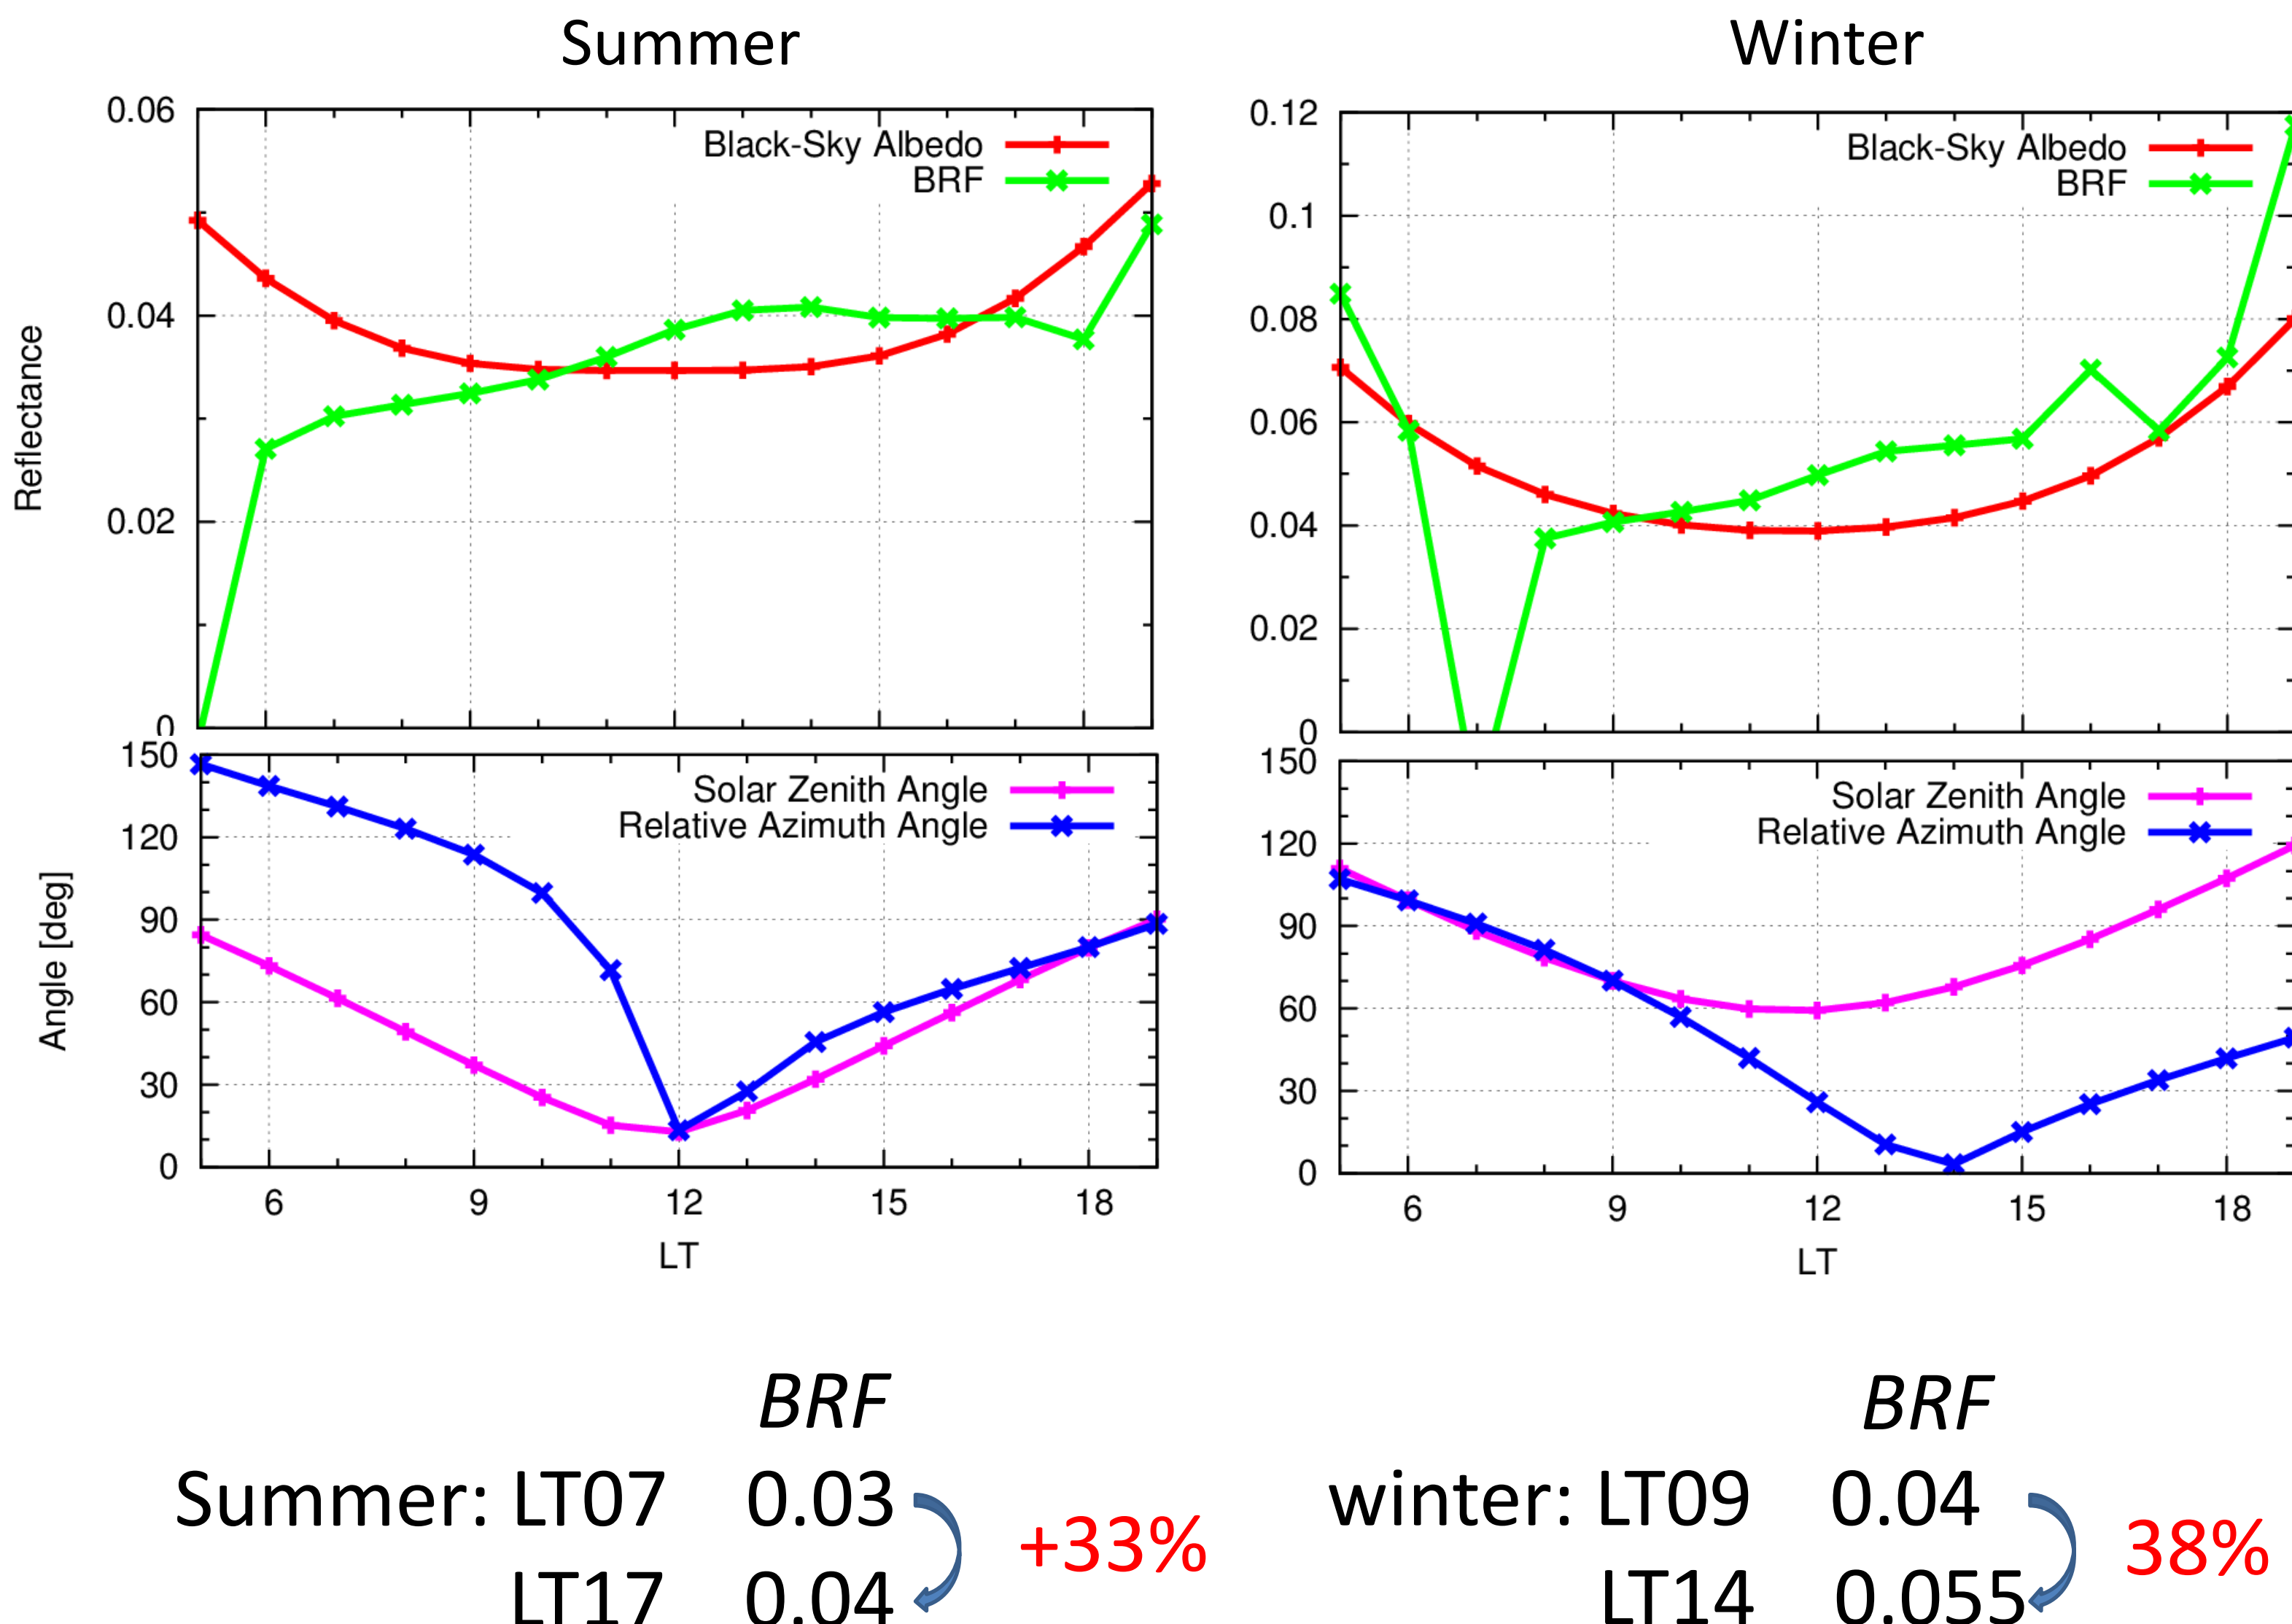 Summer
0.06
0.04
0.02
0
Reflectance
Black-Sky Albedo
BRF
150
120
90
60
30
0
Angle [deg]
Solar Zenith Angle
Relative Azimuth Angle
6 9 12 15 18
LT
Winter
0.12
0.1
0.08
0.06
0.04
0.02
0
Black-Sky Albedo
BRF
150
120
90
60
30
0
Solar Zenith Angle
Relative Azimuth Angle
6 9 12 15 18
LT
BRF
Summer: LT07 0.03
+33%
LT17 0.04
BRF
winter: LT09 0.04
38%
LT14 0.055